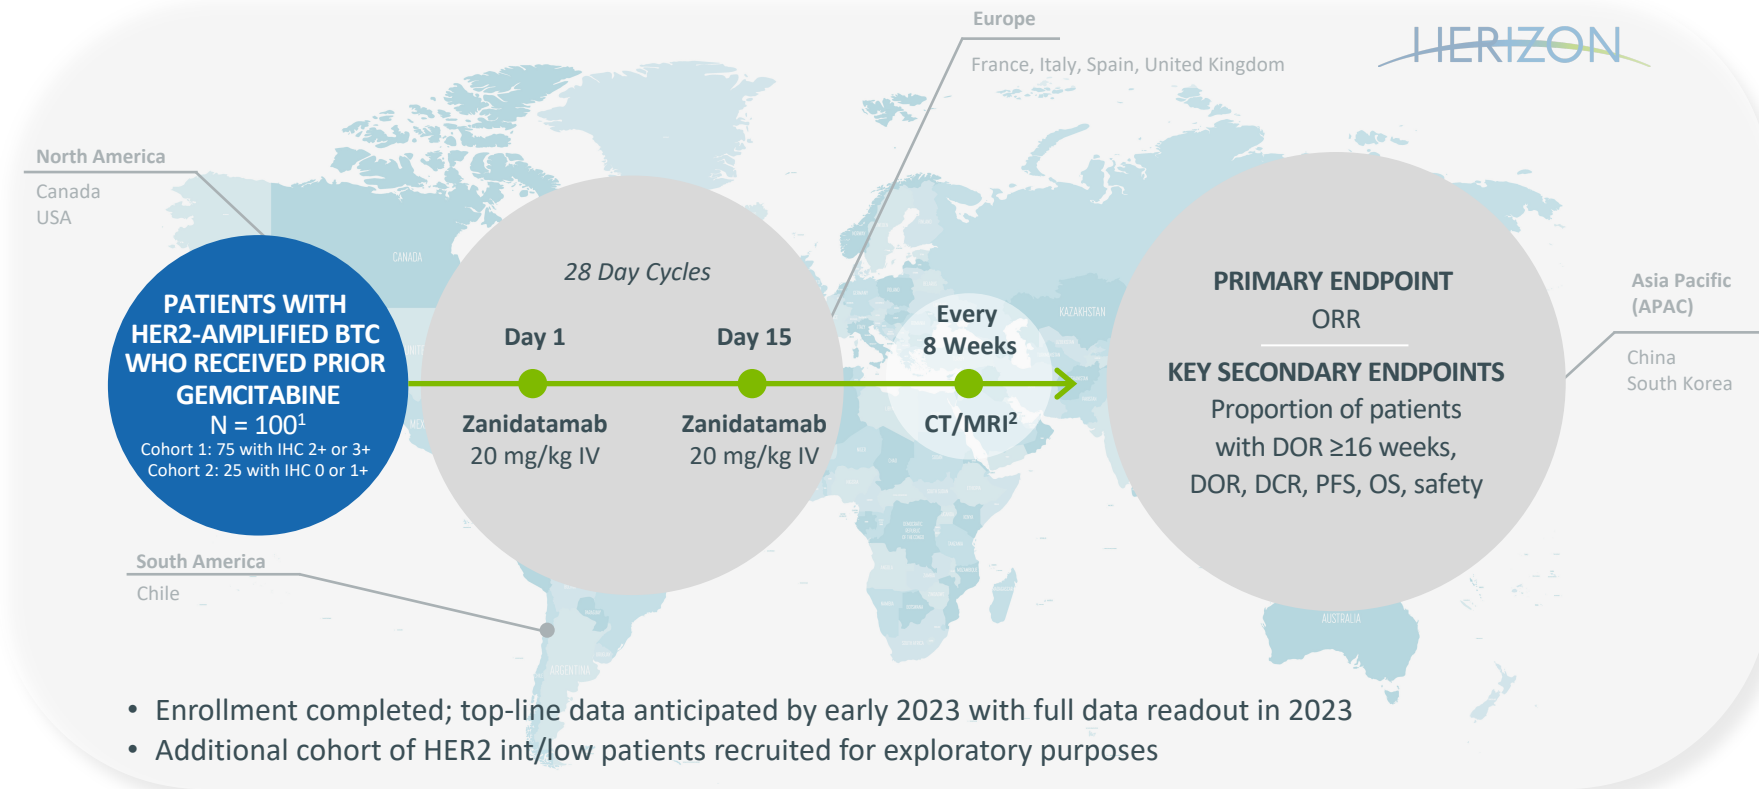 Europe
France, Italy, Spain, United Kingdom
HERIZON
North America
Canada
USA
CANADA
KAZAKHSTAN
Asia Pacific
(APAC)
China
South Korea
PATIENTS WITH
HER2-AMPLIFIED BTC
WHO RECEIVED PRIOR
GEMCITABINE
N = 100¹
Cohort 1: 75 with IHC 2+ or 3+
Cohort 2: 25 with IHC 0 or 1+
28 Day Cycles
Day 1
Zanidatamab
20 mg/kg IV
Day 15
Zanidatamab
20 mg/kg IV
Every
8 Weeks
CT/MRI²
PRIMARY ENDPOINT
ORR
KEY SECONDARY ENDPOINTS
Proportion of patients
with DOR ≥16 weeks,
DOR, DCR, PFS, OS, safety
South America
Chile
ARGENTINA
AUSTRALIA
• Enrollment completed; top-line data anticipated by early 2023 with full data readout in 2023
• Additional cohort of HER2 int/low patients recruited for exploratory purposes